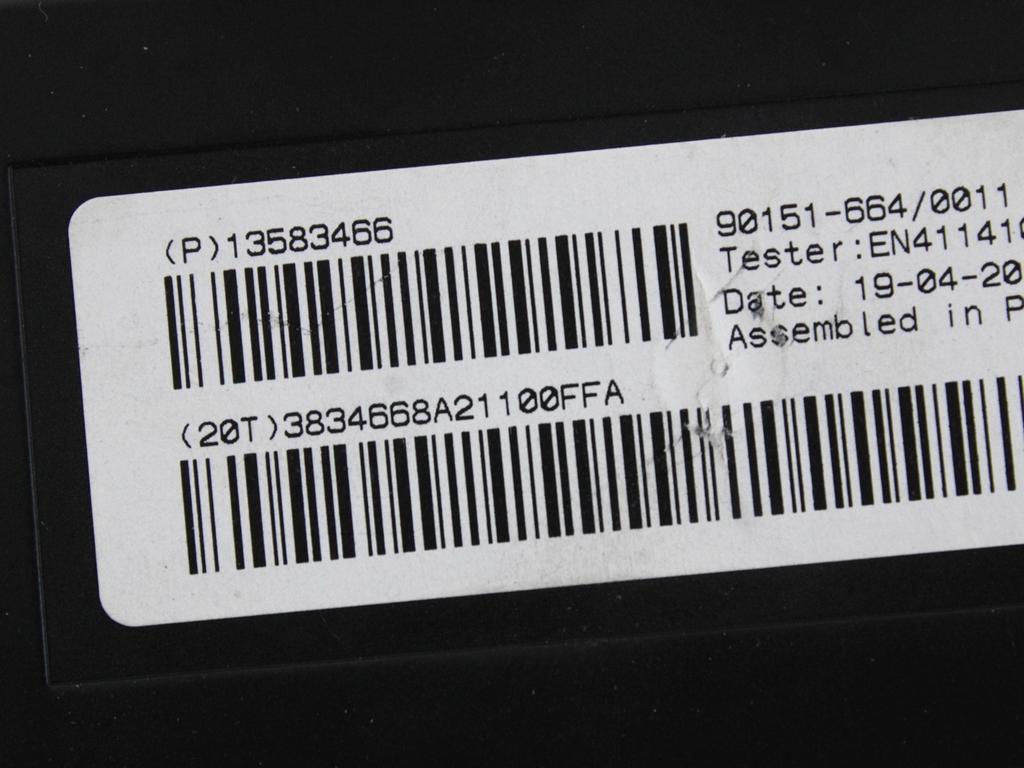 (P)13583466
90151-664/0011
Tester:EN41141
Date: 19-04-20
Assembled in P
(20T)3834668A21100FFA